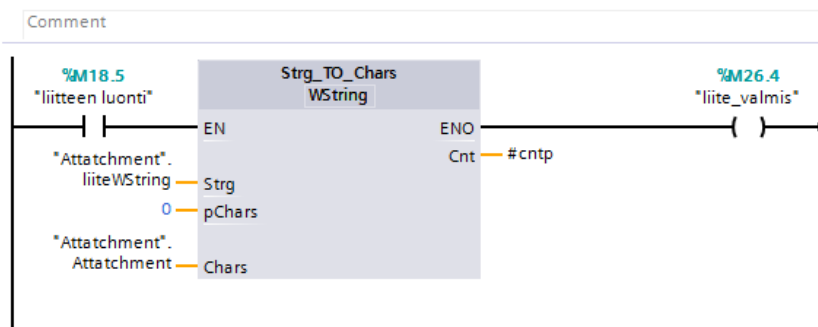 Comment
%M18.5
"liitteen luonti"
Strg_TO_Chars
WString
%M26.4
"liite_valmis"
EN
ENO
"Attatchment".
liiteWString
Strg
Cnt
#cntp
0
pChars
"Attatchment".
Attatchment
Chars